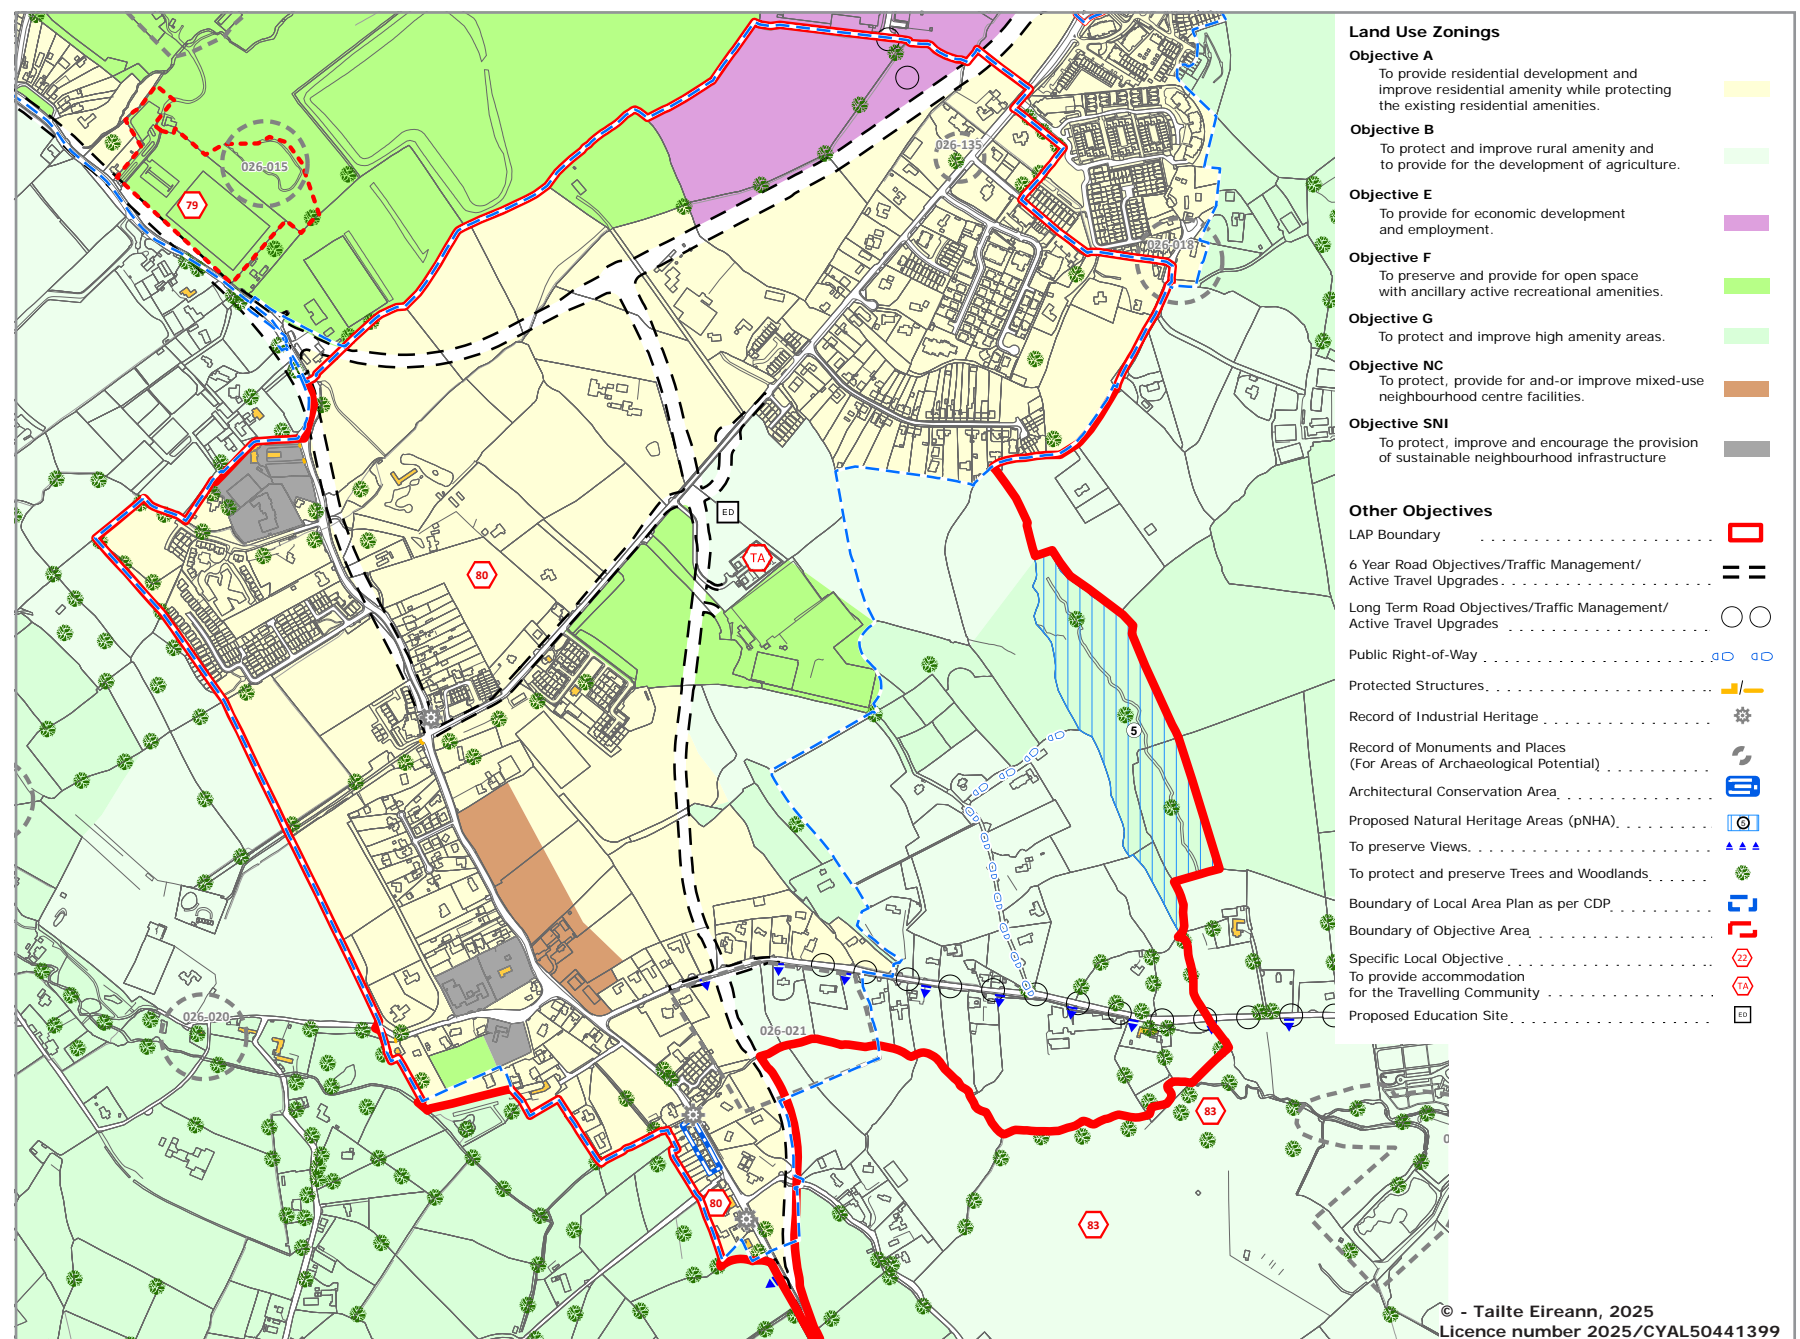 Land Use Zonings
Objective A
To provide residential development and
improve residential amenity while protecting
the existing residential amenities.
Objective B
To protect and improve rural amenity and
to provide for the development of agriculture.
Objective E
To provide for economic development
and employment.
Objective F
To preserve and provide for open space
with ancillary active recreational amenities.
Objective G
To protect and improve high amenity areas.
Objective NC
To protect, provide for and-or improve mixed-use
neighbourhood centre facilities.
Objective SNI
To protect, improve and encourage the provision
of sustainable neighbourhood infrastructure
Other Objectives
LAP Boundary
6 Year Road Objectives/Traffic Management/
Active Travel Upgrades
Long Term Road Objectives/Traffic Management/
Active Travel Upgrades
Public Right-of-Way
Protected Structures
Record of Industrial Heritage
Record of Monuments and Places
(For Areas of Archaeological Potential)
Architectural Conservation Area
Proposed Natural Heritage Areas (pNHA)
5
To preserve Views
To protect and preserve Trees and Woodlands
Boundary of Local Area Plan as per CDP
Boundary of Objective Area
Specific Local Objective
22
To provide accommodation
for the Travelling Community
TA
Proposed Education Site
ED
026-135
026-015
79
026-018
ED
TA
80
5
026-020
026-021
83
80
83
© - Tailte Eireann, 2025
Licence number 2025/CYAL50441399